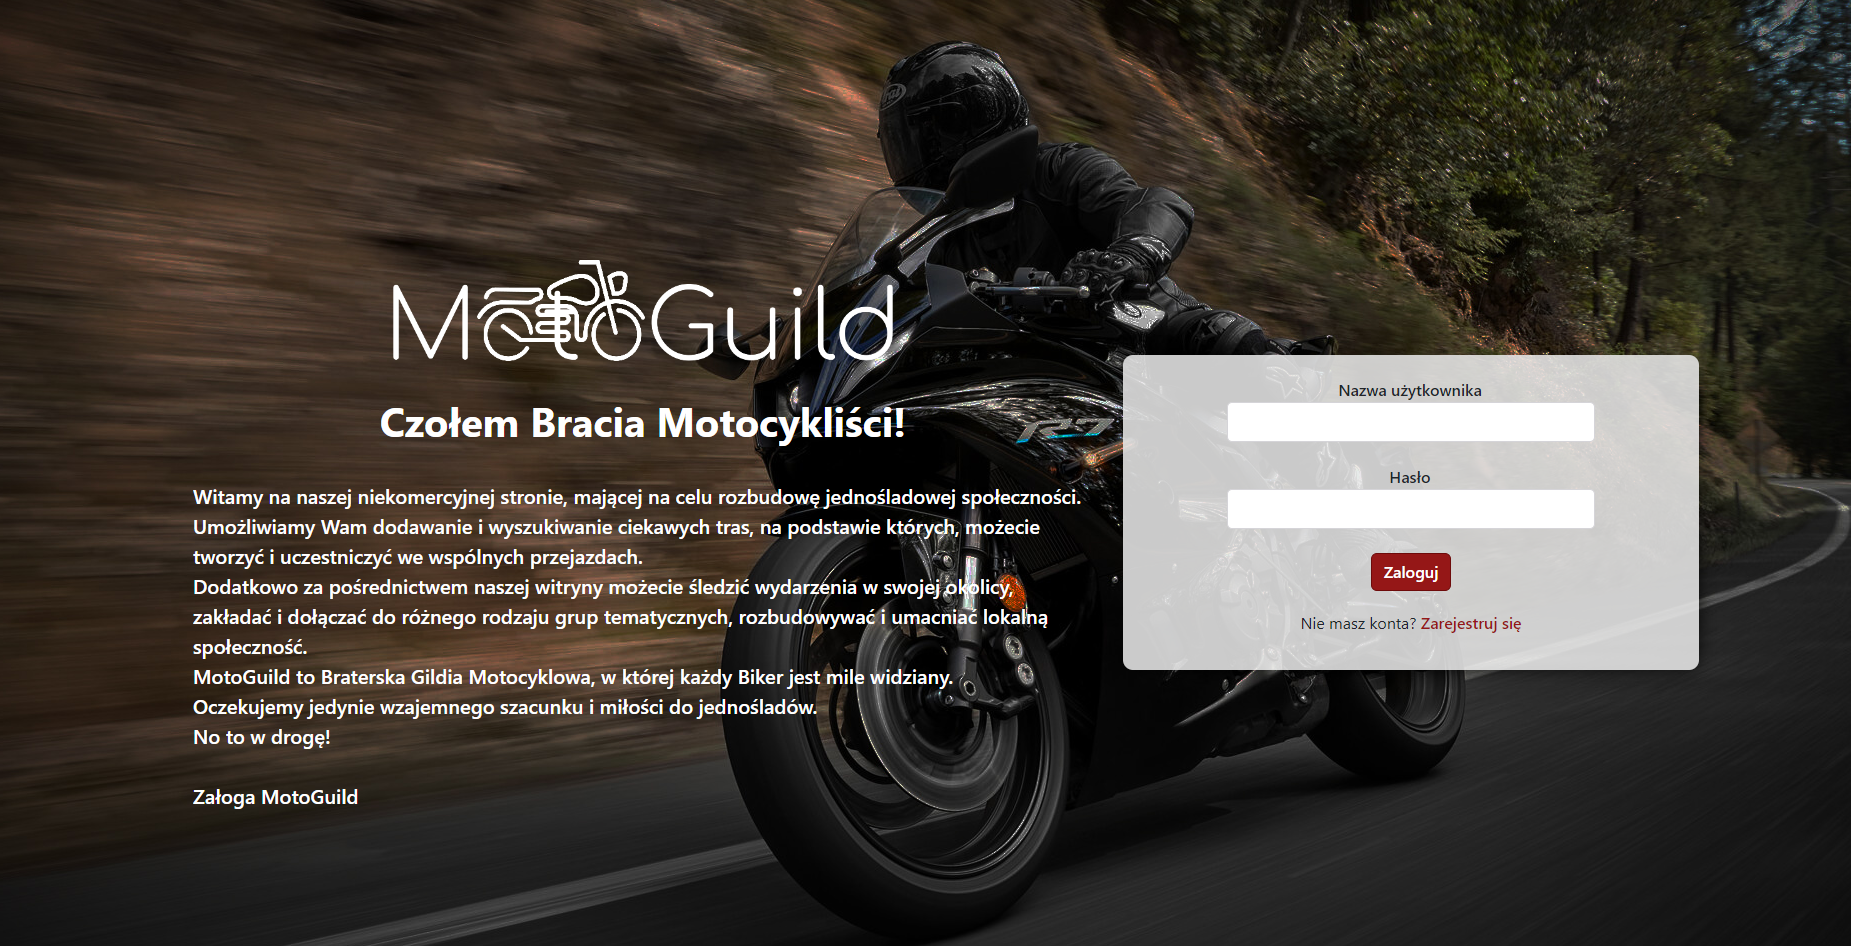 MotoGuild
Czołem Bracia Motocykliści!
Witamy na naszej niekomercyjnej stronie, mającej na celu rozbudowę jednośladowej społeczności.
Umożliwiamy Wam dodawanie i wyszukiwanie ciekawych tras, na podstawie których, możecie
tworzyć i uczestniczyć we wspólnych przejazdach.
Dodatkowo za pośrednictwem naszej witryny możecie śledzić wydarzenia w swojej okolicy,
zakładać i dołączać do różnego rodzaju grup tematycznych, rozbudowywać i umacniać lokalną
społeczność.
MotoGuild to Braterska Gildia Motocyklowa, w której każdy Biker jest mile widziany.
Oczekujemy jedynie wzajemnego szacunku i miłości do jednośladów.
No to w drogę!
Załoga MotoGuild
R7
Nazwa użytkownika
Hasło
Zaloguj
Nie masz konta? Zarejestruj się